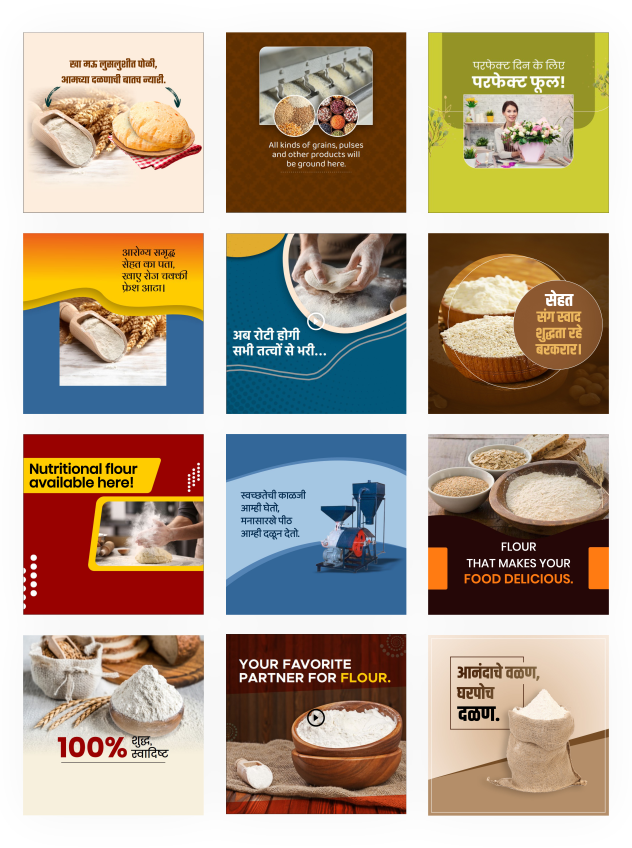 खा मऊ लुसलुशीत पोळी,
आमच्या दळणाची बातच न्यारी.
All kinds of grains, pulses
and other products will
be ground here.
परफेक्ट दिन के लिए
परफेक्ट फूल!
आरोग्य समृद्ध
सेहत का पता,
खाए रोज चक्की
फ्रेश आटा।
अब रोटी होगी
सभी तत्वों से भरी...
सेहत
संग स्वाद
शुद्धता रहे
बरकरार।
Nutritional flour
available here!
स्वच्छतेची काळजी
आम्ही घेतो,
मनासारखे पीठ
आम्ही दळून देतो.
FLOUR
THAT MAKES YOUR
FOOD DELICIOUS.
100% शुद्ध,
स्वादिष्ट
YOUR FAVORITE
PARTNER FOR FLOUR.
आनंदाचे वळण,
घरपोच
दळण.